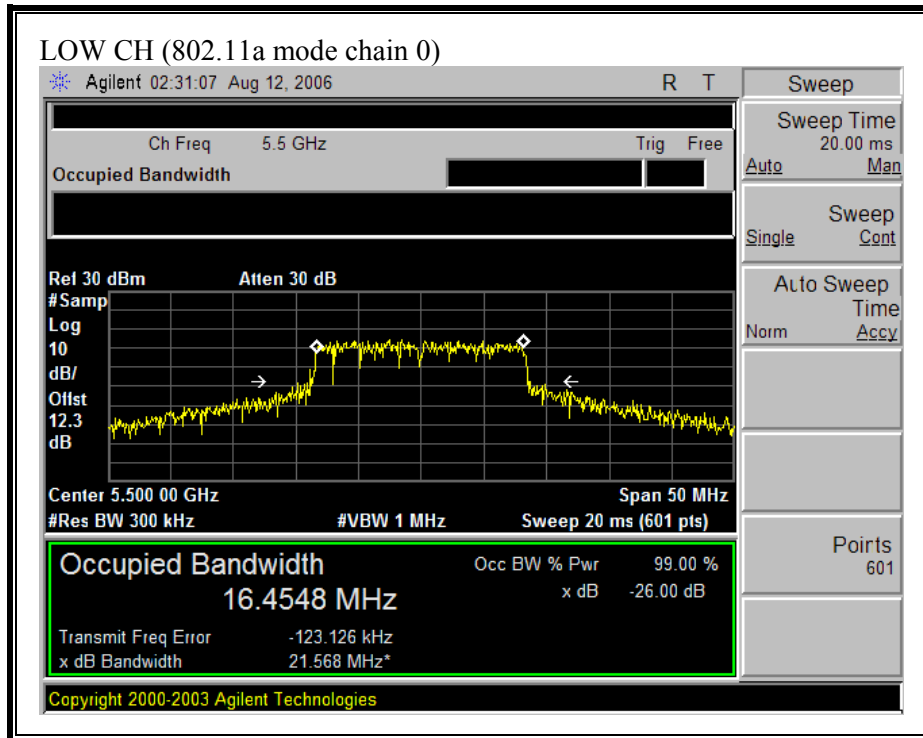 LOW CH (802.11a mode chain 0)
Agilent 02:31:07 Aug 12, 2006 R T
Sweep
Ch Freq 5.5 GHz Trig Free
Occupied Bandwidth
Sweep Time
20.00 ms
Auto Man
Sweep
Single Cont
Auto Sweep
Time
Norm Accy
Ref 30 dBm Atten 30 dB
#Samp
Log
10
dB/
Offst
12.3
dB
Center 5.500 00 GHz Span 50 MHz
#Res BW 300 kHz #VBW 1 MHz Sweep 20 ms (601 pts)
Points
601
Occupied Bandwidth
16.4548 MHz
Occ BW % Pwr 99.00 %
x dB -26.00 dB
Transmit Freq Error -123.126 kHz
x dB Bandwidth 21.568 MHz*
Copyright 2000-2003 Agilent Technologies